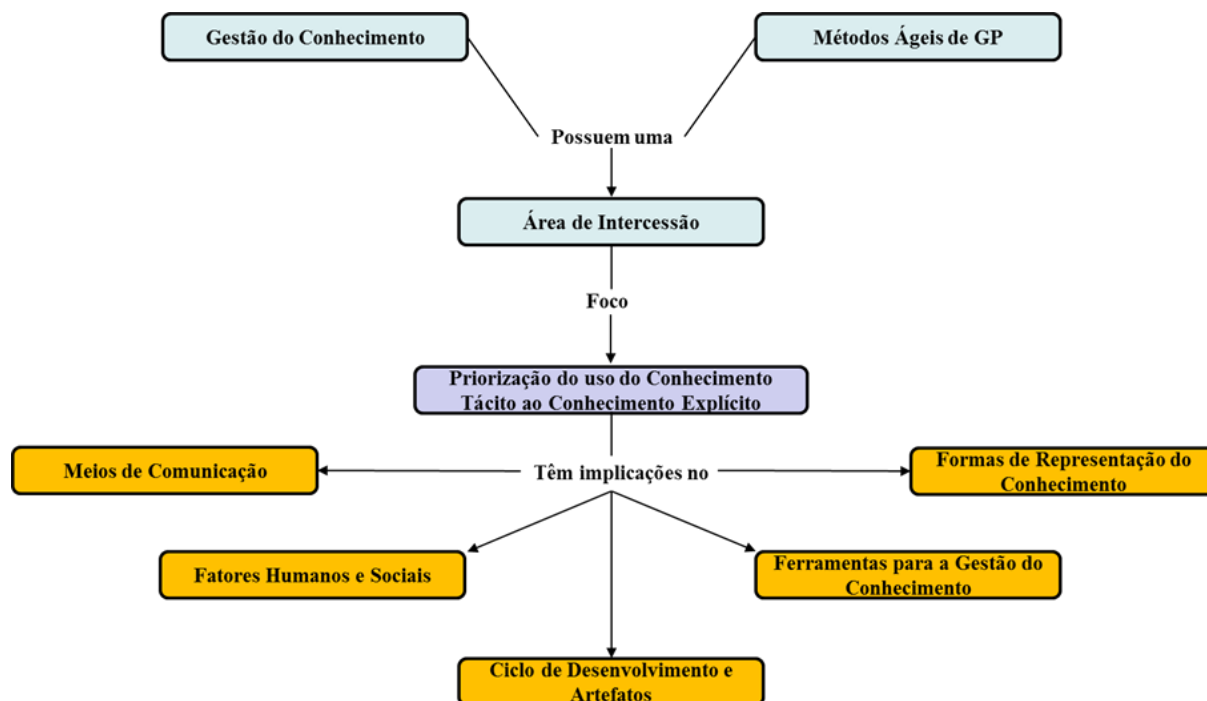 Gestão do Conhecimento
Métodos Ágeis de GP
Possuem uma
Área de Intercessão
Foco
Priorização do uso do Conhecimento
Tácito ao Conhecimento Explícito
Meios de Comunicação
Têm implicações no
Formas de Representação do
Conhecimento
Fatores Humanos e Sociais
Ferramentas para a Gestão do
Conhecimento
Ciclo de Desenvolvimento e
Artefatos